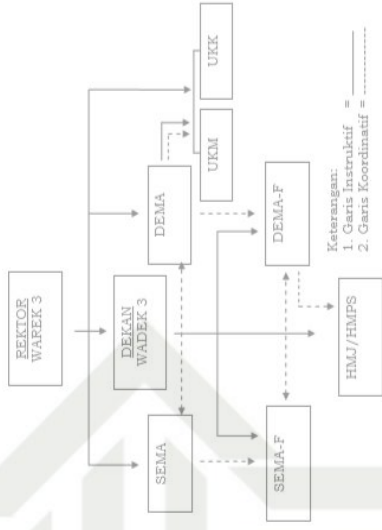 REKTOR
WAREK 3
DEKAN
WADEK 3
SEMA
DEMA
UKM
UKK
SEMA-F
DEMA-F
HMJ/HMPS
Keterangan:
1. Garis Instruktif = ————
2. Garis Koordinatif = ------------